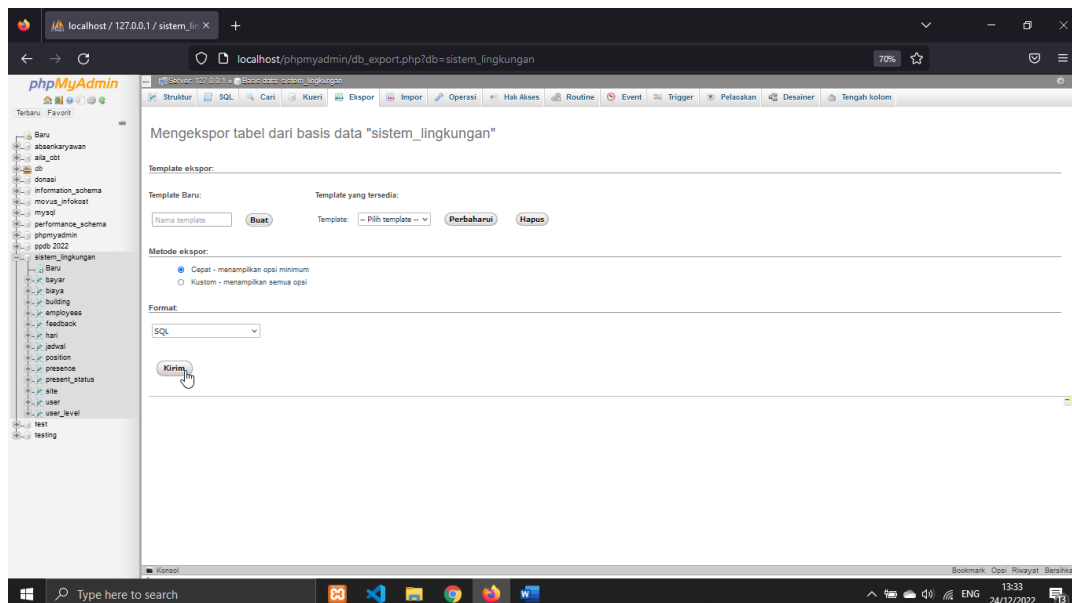 localhost / 127.0.0.1 / sistem_lin
localhost/phpmyadmin/db_export.php?db=sistem_lingkungan
70%
phpMyAdmin
Terbaru Favorit
Baru
absenkaryawan
aila_cbt
db
donasi
information_schema
movus_infokost
mysql
performance_schema
phpmyadmin
ppdb 2022
sistem_lingkungan
Baru
bayar
biaya
building
employees
feedback
hari
jadwal
position
presence
present_status
site
user
user_level
test
testing
Server: 127.0.0.1 » Basis data: sistem_lingkungan
Struktur SQL Cari Kueri Ekspor Impor Operasi Hak Akses Routine Event Trigger Pelacakan Desainer Tengah kolom
Mengekspor tabel dari basis data "sistem_lingkungan"
Template ekspor:
Template Baru: Template yang tersedia:
Nama template Buat Template: -- Pilih template -- Perbaharui Hapus
Metode ekspor:
Cepat - menampilkan opsi minimum
Kustom - menampilkan semua opsi
Format:
SQL
Kirim
Konsol Bookmark Opsi Riwayat Bersihka
Type here to search
ENG
13:33
24/12/2022
13